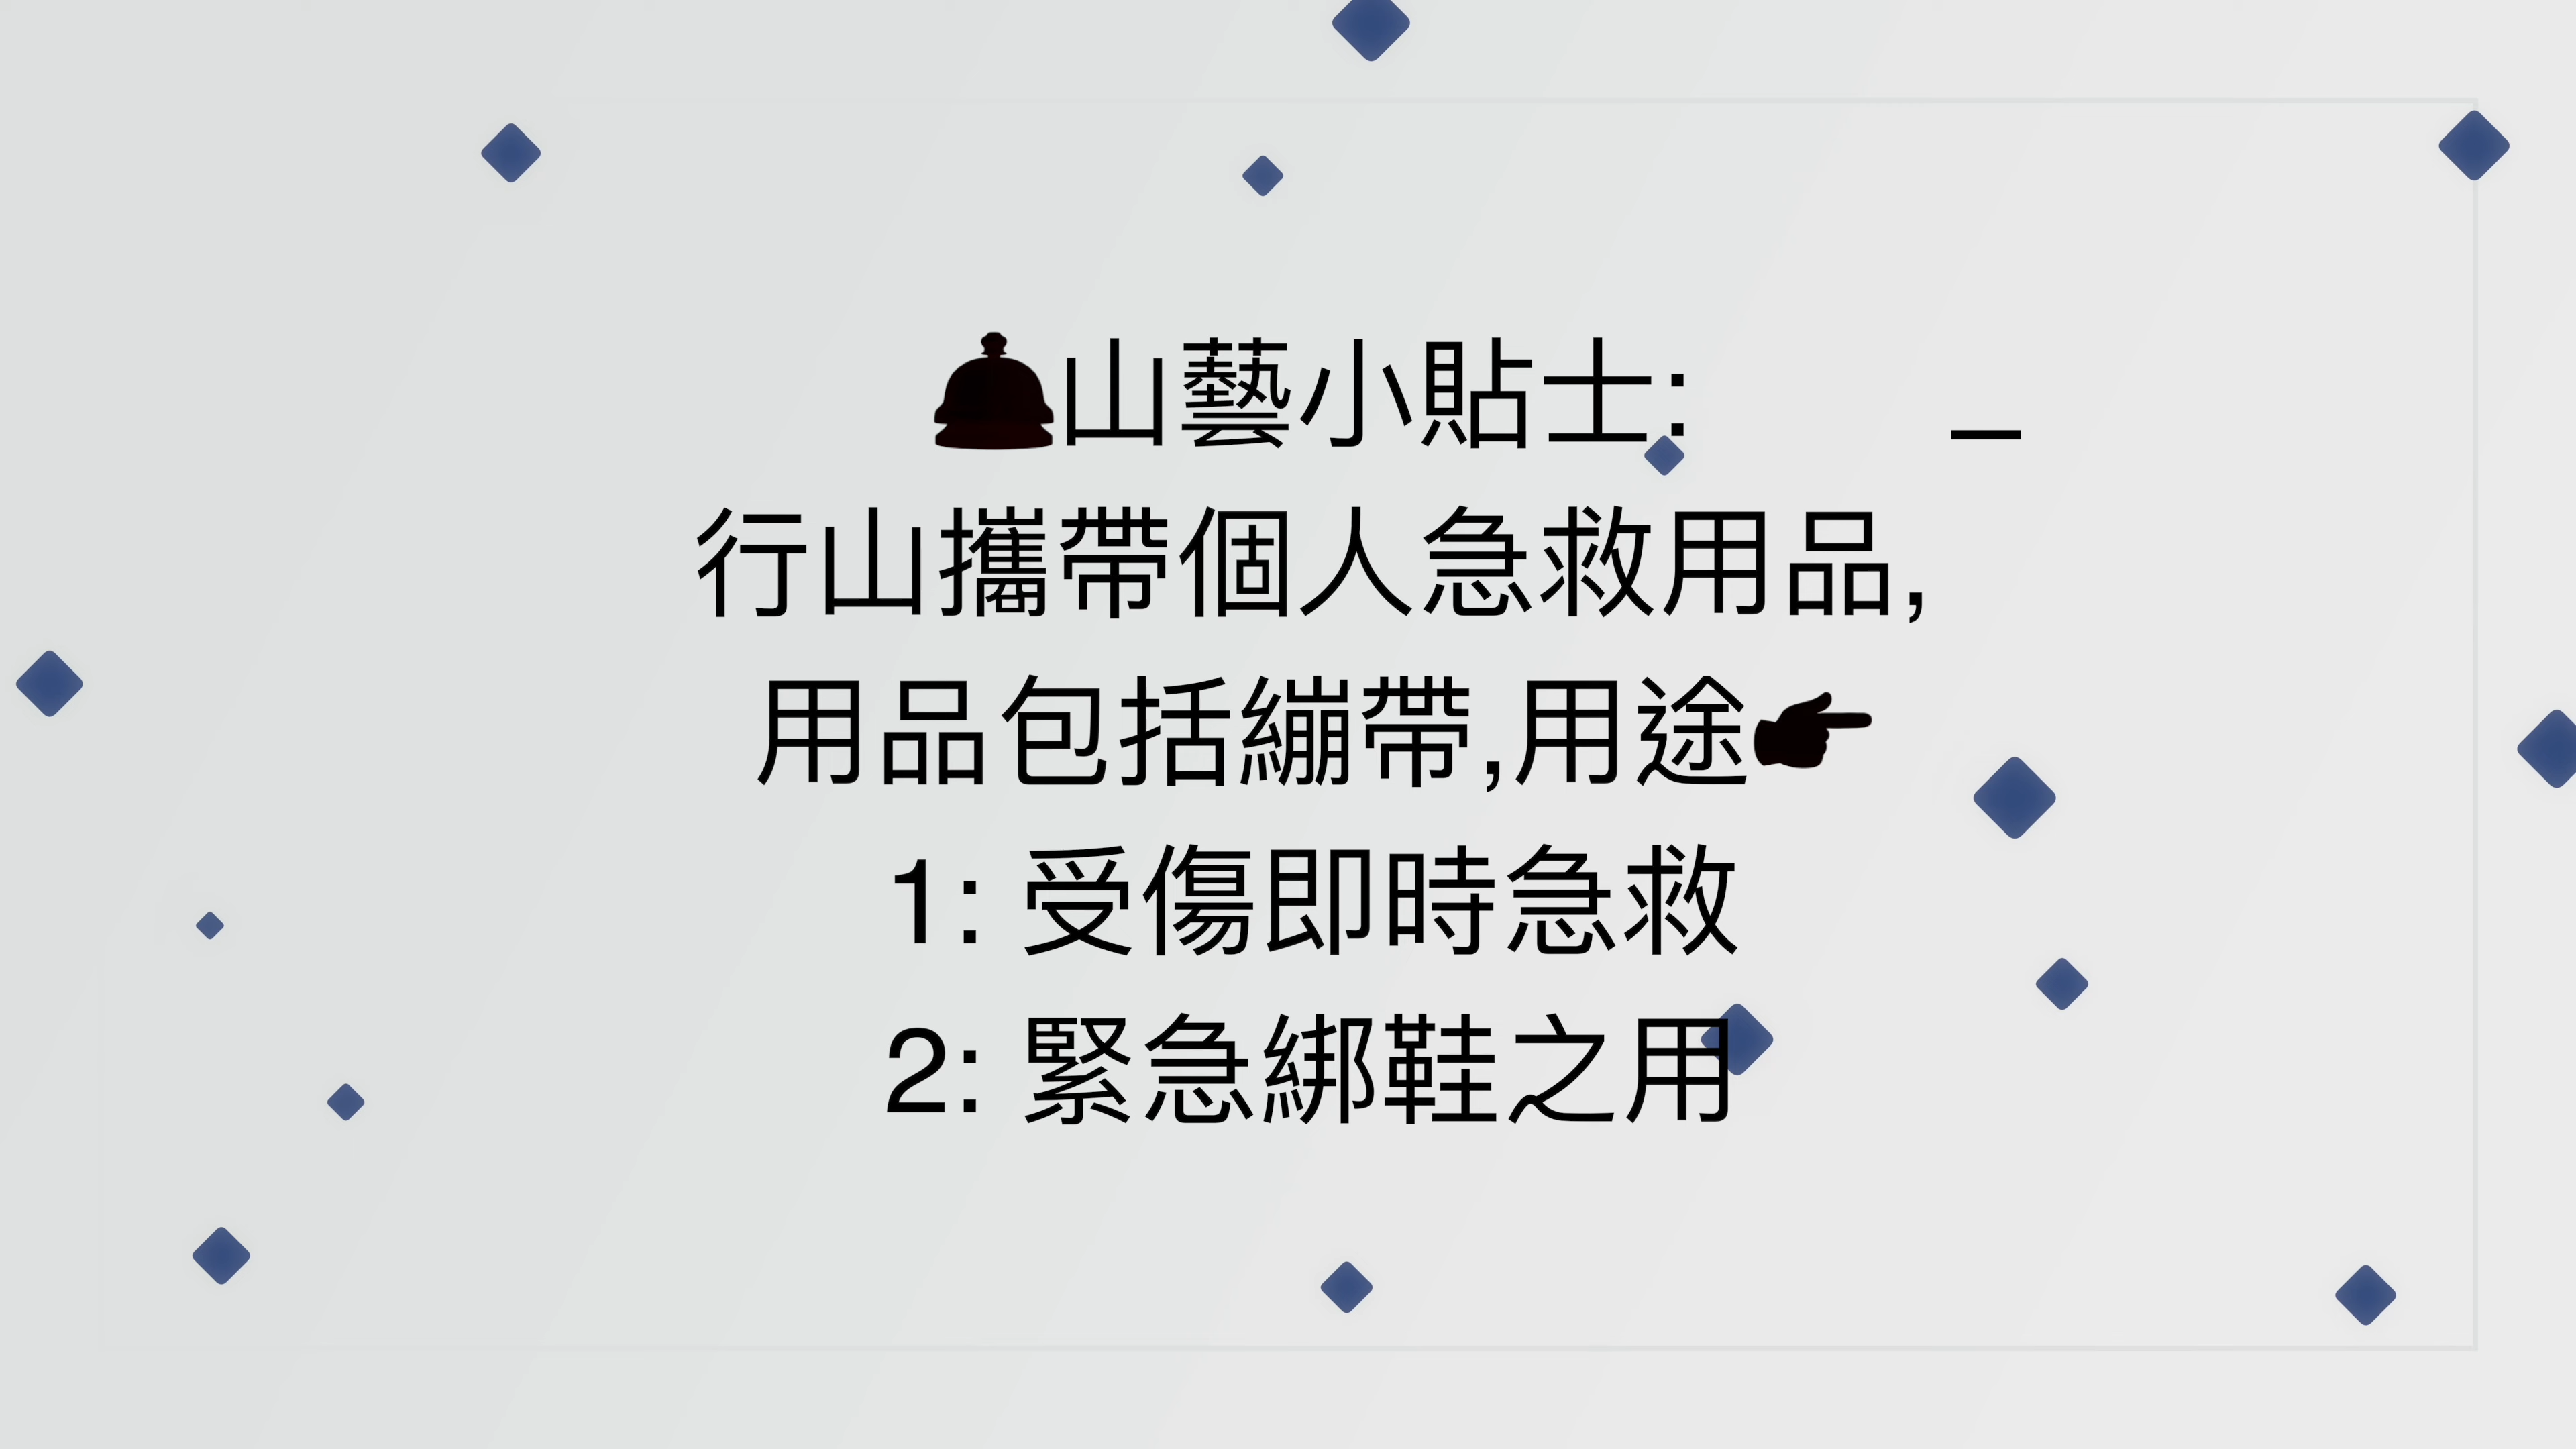 🛎山藝小貼士: _
行山攜帶個人急救用品,
用品包括繃帶,用途👉
1: 受傷即時急救
2: 緊急綁鞋之用